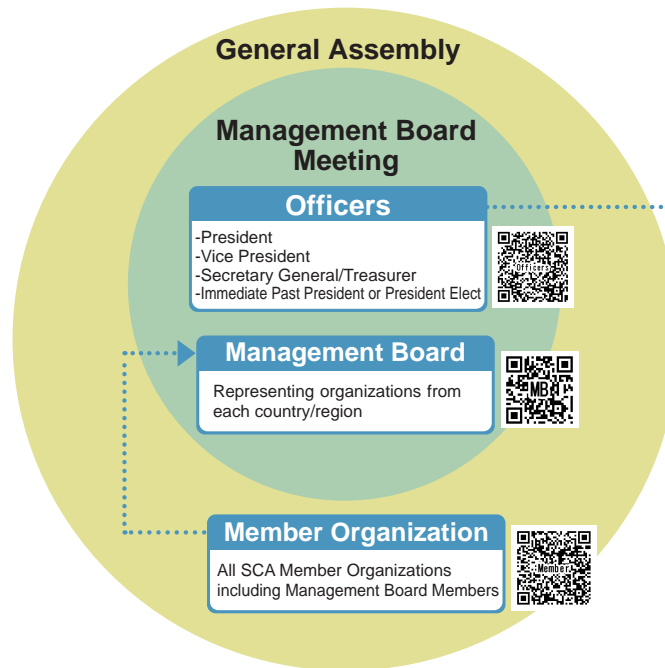 General Assembly
Management Board
Meeting
Officers
-President
-Vice President
-Secretary General/Treasurer
-Immediate Past President or President Elect
Officers
Management Board
Representing organizations from
each country/region
MB
Member Organization
All SCA Member Organizations
including Management Board Members
Member